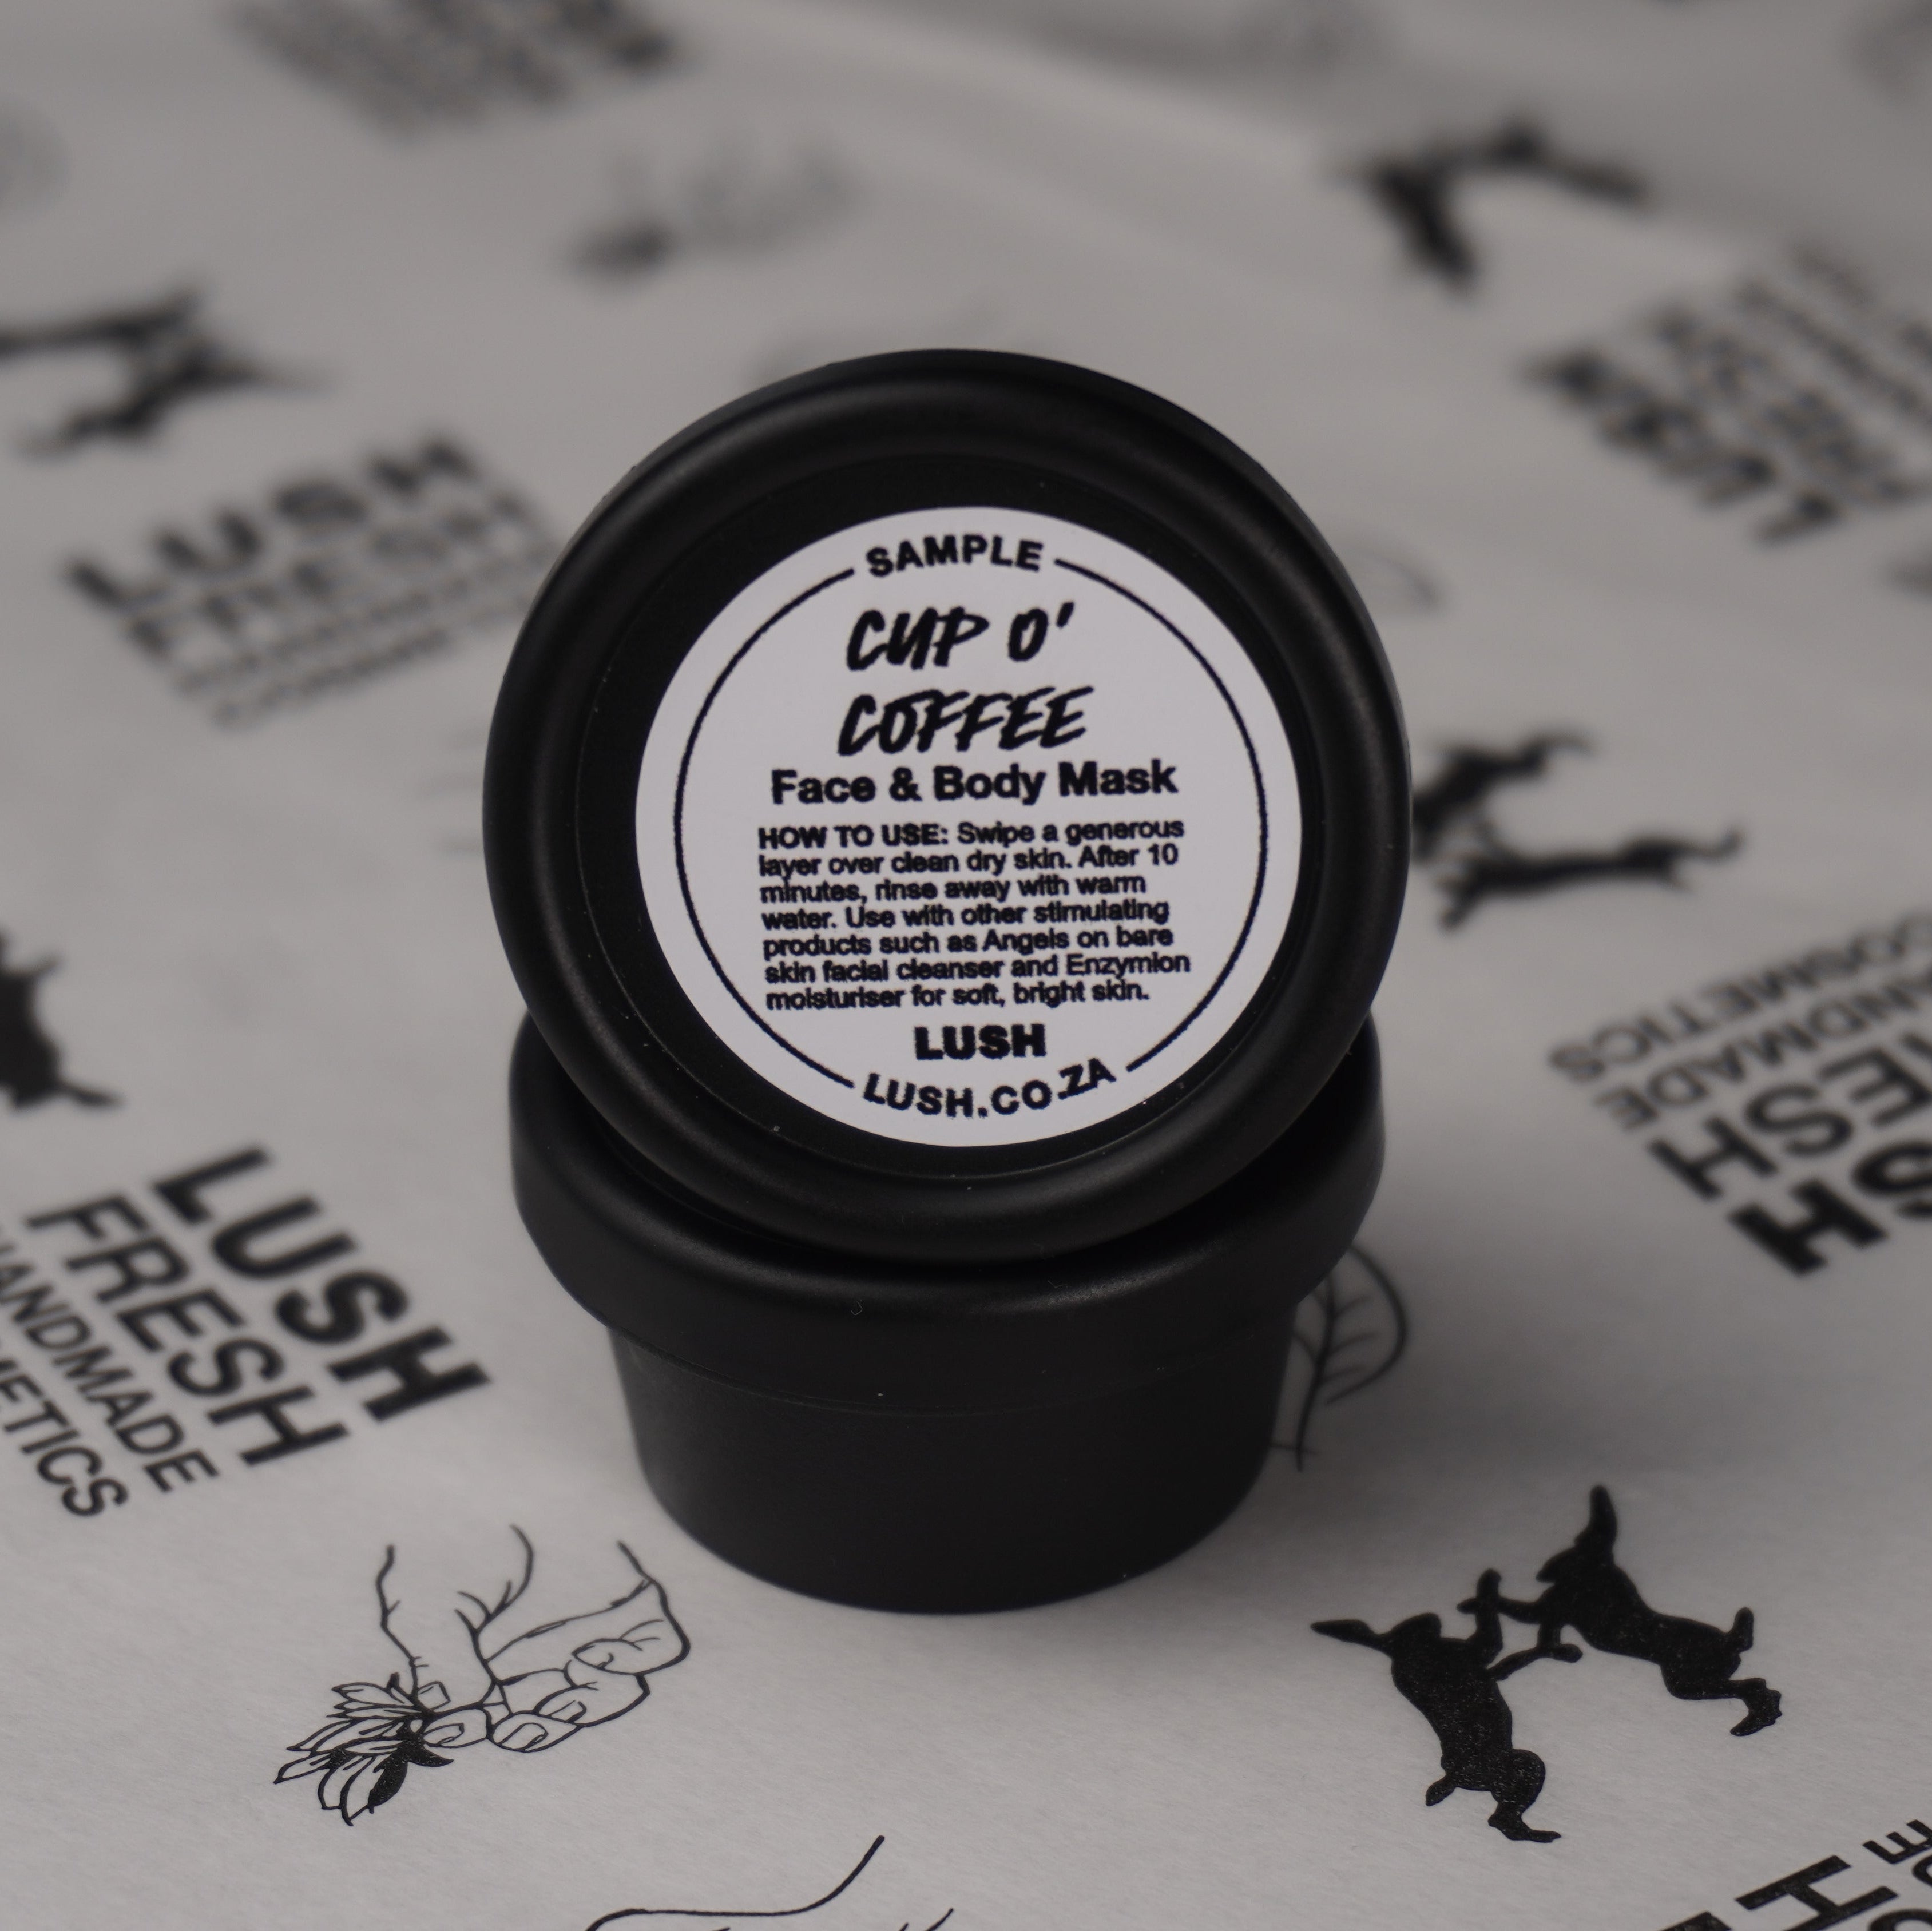 SAMPLE
CUP O'
COFFEE
Face & Body Mask
HOW TO USE: Swipe a generous
layer over clean dry skin. After 10
minutes, rinse away with warm
water. Use with other stimulating
products such as Angels on bare
skin facial cleanser and Enzymion
moisturiser for soft, bright skin.
LUSH
LUSH.CO.ZA
LUSH
FRESH
LUSH
FRESH
HANDMADE
COSMETICS
HANDMADE
COSMETICS